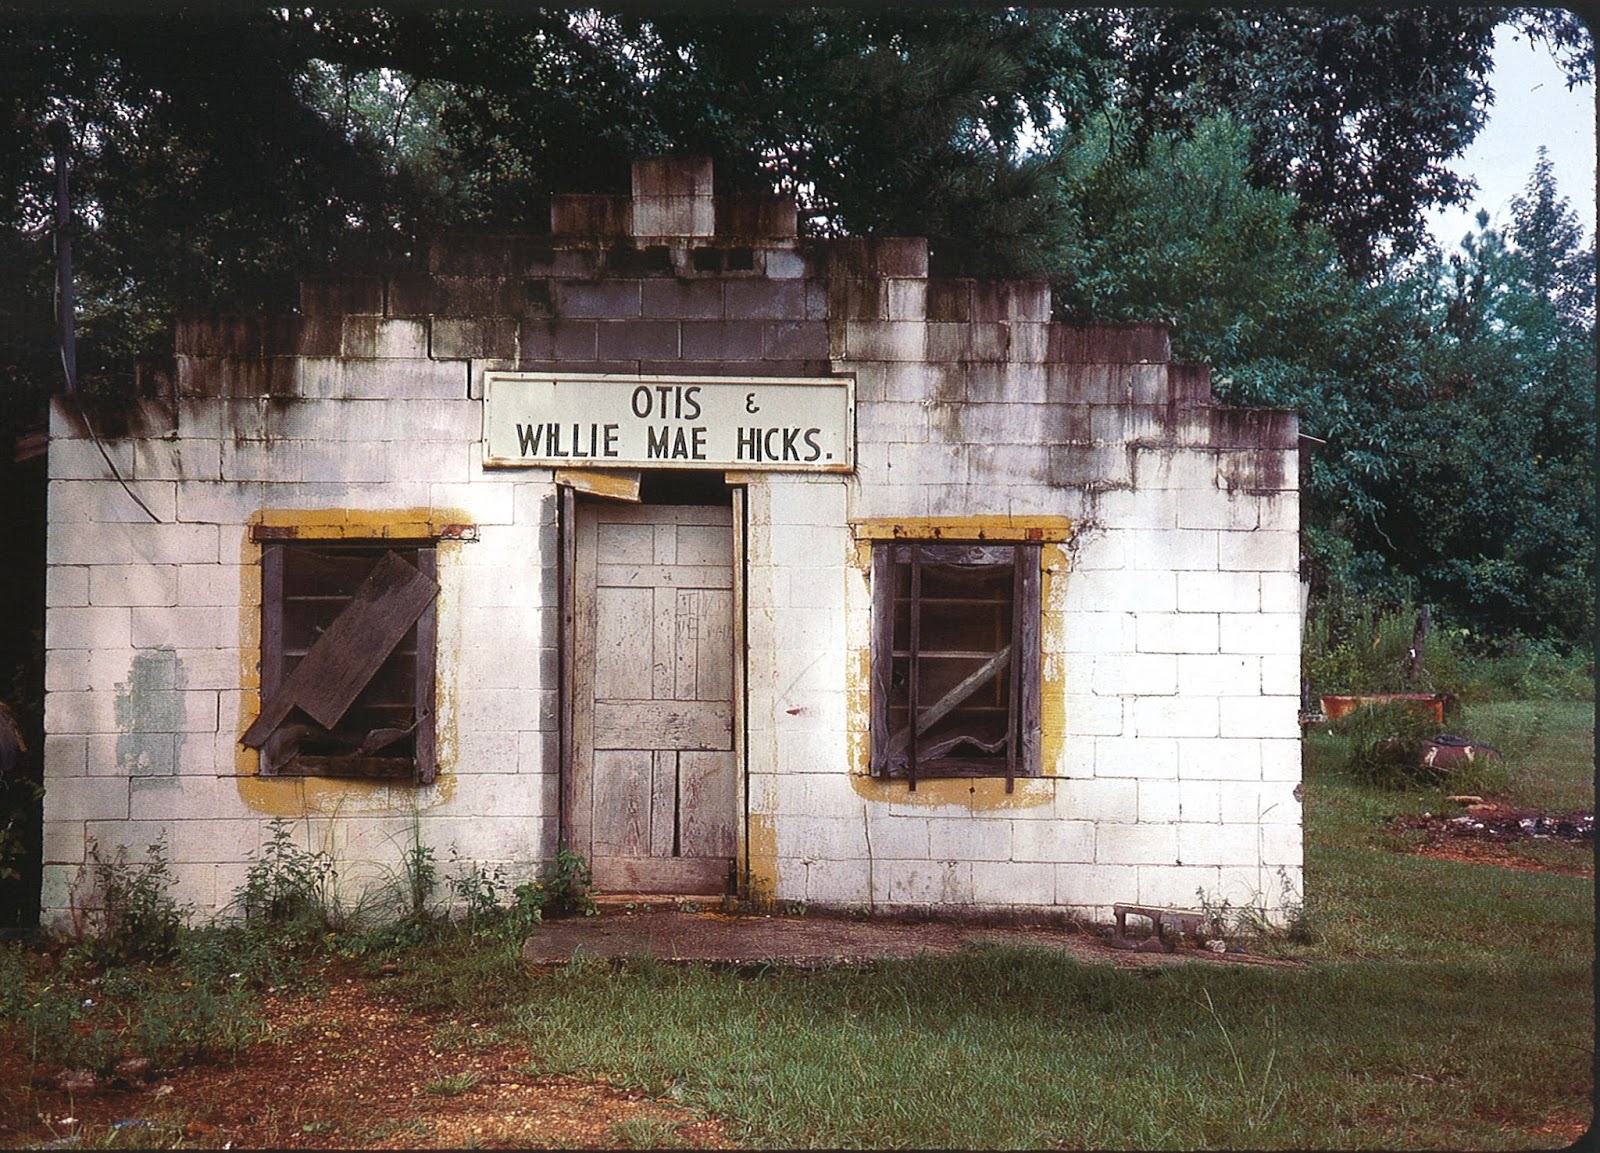 OTIS &
WILLIE MAE HICKS.